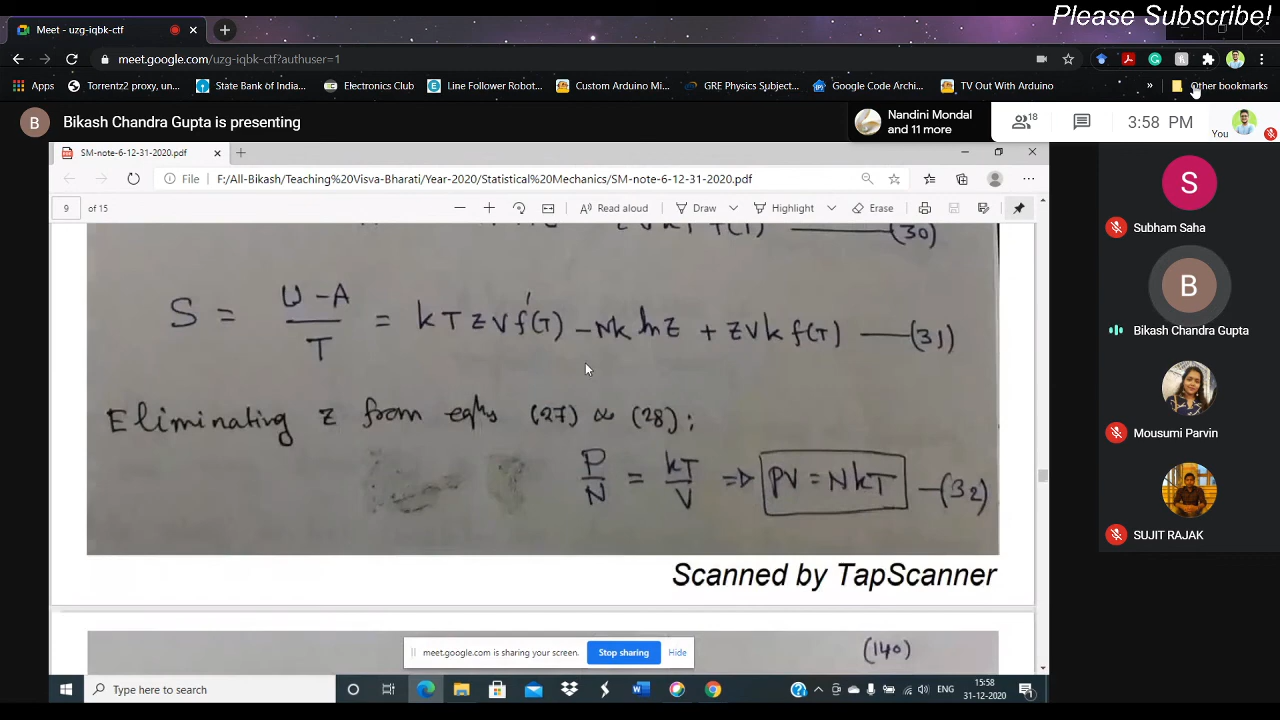 Please Subscribe!
Meet - uzg-iqbk-ctf
meet.google.com/uzg-iqbk-ctf?authuser=1
Apps Torrentz2 proxy, un... State Bank of India... Electronics Club Line Follower Robot... Custom Arduino Mi... GRE Physics Subject... Google Code Archi... TV Out With Arduino » Other bookmarks
B Bikash Chandra Gupta is presenting
Nandini Mondal
and 11 more
18
3:58 PM
You
SM-note-6-12-31-2020.pdf
File F:/All-Bikash/Teaching%20Visva-Bharati/Year-2020/Statistical%20Mechanics/SM-note-6-12-31-2020.pdf
9 of 15 Read aloud Draw Highlight Erase
z V k T f(T) —(30)
S = U - A / T = k T z V f'(T) - Nk ln z + z V k f(T) —(31)
Eliminating z from eqns (27) & (28):
P/N = kT/V => PV = NkT —(32)
Scanned by TapScanner
(140)
meet.google.com is sharing your screen. Stop sharing Hide
Type here to search
ENG
15:58
31-12-2020
1
S
Subham Saha
B
Bikash Chandra Gupta
Mousumi Parvin
SUJIT RAJAK